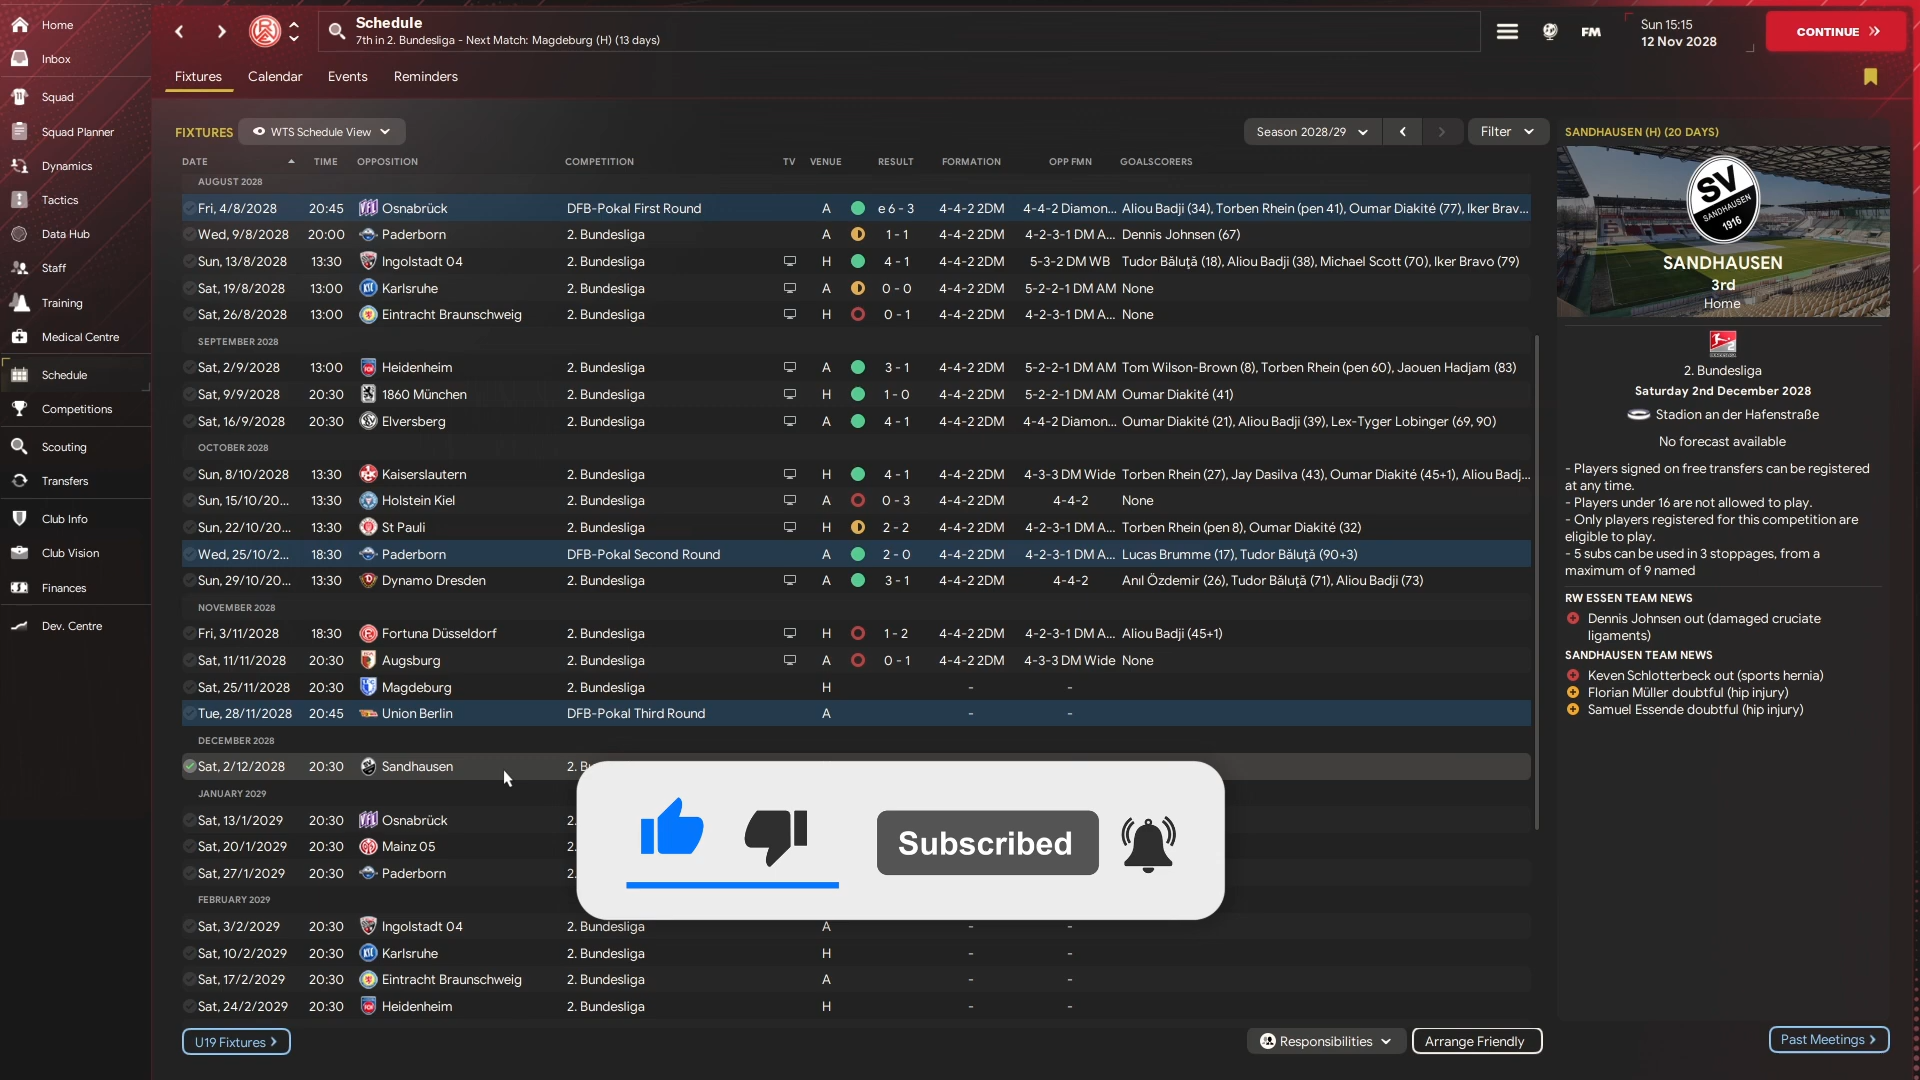 Home
Inbox
Squad
Squad Planner
Dynamics
Tactics
Data Hub
Staff
Training
Medical Centre
Schedule
Competitions
Scouting
Transfers
Club Info
Club Vision
Finances
Dev. Centre
Schedule
7th in 2. Bundesliga - Next Match: Magdeburg (H) (13 days)
FM
Sun 15:15
12 Nov 2028
CONTINUE
Fixtures Calendar Events Reminders
FIXTURES WTS Schedule View Season 2028/29 Filter
DATE TIME OPPOSITION COMPETITION TV VENUE RESULT FORMATION OPP FMN GOALSCORERS
AUGUST 2028
Fri, 4/8/2028 20:45 Osnabrück DFB-Pokal First Round A e 6 - 3 4-4-2 2DM 4-4-2 Diamon... Aliou Badji (34), Torben Rhein (pen 41), Oumar Diakité (77), Iker Brav...
Wed, 9/8/2028 20:00 Paderborn 2. Bundesliga A 1 - 1 4-4-2 2DM 4-2-3-1 DM A... Dennis Johnsen (67)
Sun, 13/8/2028 13:30 Ingolstadt 04 2. Bundesliga H 4 - 1 4-4-2 2DM 5-3-2 DM WB Tudor Băluţă (18), Aliou Badji (38), Michael Scott (70), Iker Bravo (79)
Sat, 19/8/2028 13:00 Karlsruhe 2. Bundesliga A 0 - 0 4-4-2 2DM 5-2-2-1 DM AM None
Sat, 26/8/2028 13:00 Eintracht Braunschweig 2. Bundesliga H 0 - 1 4-4-2 2DM 4-2-3-1 DM A... None
SEPTEMBER 2028
Sat, 2/9/2028 13:00 Heidenheim 2. Bundesliga A 3 - 1 4-4-2 2DM 5-2-2-1 DM AM Tom Wilson-Brown (8), Torben Rhein (pen 60), Jaouen Hadjam (83)
Sat, 9/9/2028 20:30 1860 München 2. Bundesliga H 1 - 0 4-4-2 2DM 5-2-2-1 DM AM Oumar Diakité (41)
Sat, 16/9/2028 20:30 Elversberg 2. Bundesliga A 4 - 1 4-4-2 2DM 4-4-2 Diamon... Oumar Diakité (21), Aliou Badji (39), Lex-Tyger Lobinger (69, 90)
OCTOBER 2028
Sun, 8/10/2028 13:30 Kaiserslautern 2. Bundesliga H 4 - 1 4-4-2 2DM 4-3-3 DM Wide Torben Rhein (27), Jay Dasilva (43), Oumar Diakité (45+1), Aliou Badj...
Sun, 15/10/20... 13:30 Holstein Kiel 2. Bundesliga A 0 - 3 4-4-2 2DM 4-4-2 None
Sun, 22/10/20... 13:30 St Pauli 2. Bundesliga H 2 - 2 4-4-2 2DM 4-2-3-1 DM A... Torben Rhein (pen 8), Oumar Diakité (32)
Wed, 25/10/2... 18:30 Paderborn DFB-Pokal Second Round A 2 - 0 4-4-2 2DM 4-2-3-1 DM A... Lucas Brumme (17), Tudor Băluţă (90+3)
Sun, 29/10/20... 13:30 Dynamo Dresden 2. Bundesliga A 3 - 1 4-4-2 2DM 4-4-2 Anıl Özdemir (26), Tudor Băluţă (71), Aliou Badji (73)
NOVEMBER 2028
Fri, 3/11/2028 18:30 Fortuna Düsseldorf 2. Bundesliga H 1 - 2 4-4-2 2DM 4-2-3-1 DM A... Aliou Badji (45+1)
Sat, 11/11/2028 20:30 Augsburg 2. Bundesliga A 0 - 1 4-4-2 2DM 4-3-3 DM Wide None
Sat, 25/11/2028 20:30 Magdeburg 2. Bundesliga H - -
Tue, 28/11/2028 20:45 Union Berlin DFB-Pokal Third Round A - -
DECEMBER 2028
Sat, 2/12/2028 20:30 Sandhausen 2. B
JANUARY 2029
Sat, 13/1/2029 20:30 Osnabrück 2.
Sat, 20/1/2029 20:30 Mainz 05 2.
Sat, 27/1/2029 20:30 Paderborn 2.
FEBRUARY 2029
Sat, 3/2/2029 20:30 Ingolstadt 04 2. Bundesliga A - -
Sat, 10/2/2029 20:30 Karlsruhe 2. Bundesliga H - -
Sat, 17/2/2029 20:30 Eintracht Braunschweig 2. Bundesliga A - -
Sat, 24/2/2029 20:30 Heidenheim 2. Bundesliga H - -
Subscribed
U19 Fixtures
Responsibilities Arrange Friendly
SANDHAUSEN (H) (20 DAYS)
SV
SANDHAUSEN
1916
SANDHAUSEN
3rd
Home
2. Bundesliga
Saturday 2nd December 2028
Stadion an der Hafenstraße
No forecast available
- Players signed on free transfers can be registered
at any time.
- Players under 16 are not allowed to play.
- Only players registered for this competition are
eligible to play.
- 5 subs can be used in 3 stoppages, from a
maximum of 9 named
RW ESSEN TEAM NEWS
Dennis Johnsen out (damaged cruciate
ligaments)
SANDHAUSEN TEAM NEWS
Keven Schlotterbeck out (sports hernia)
Florian Müller doubtful (hip injury)
Samuel Essende doubtful (hip injury)
Past Meetings